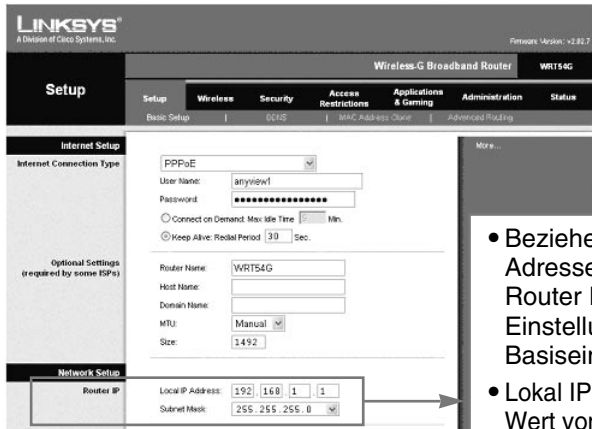 LINKSYS®
A Division of Cisco Systems, Inc.
Firmware Version: v2.02.7
Wireless-G Broadband Router WRT54G
Setup
Setup Wireless Security Access Restrictions Applications & Gaming Administration Status
Basic Setup | DDNS | MAC Address Clone | Advanced Routing
Internet Setup
More...
Internet Connection Type
PPPoE
User Name: anyview1
Password: ●●●●●●●●●●●●●●●●
Connect on Demand: Max Idle Time 5 Min.
Keep Alive: Redial Period 30 Sec.
Optional Settings
(required by some ISPs)
Router Name: WRT54G
Host Name:
Domain Name:
MTU: Manual
Size: 1492
Network Setup
Router IP
Local IP Address: 192 . 168 . 1 . 1
Subnet Mask: 255.255.255.0
• Beziehe
Adresse
Router
Einstellu
Basisein
• Lokal IP
Wert vor